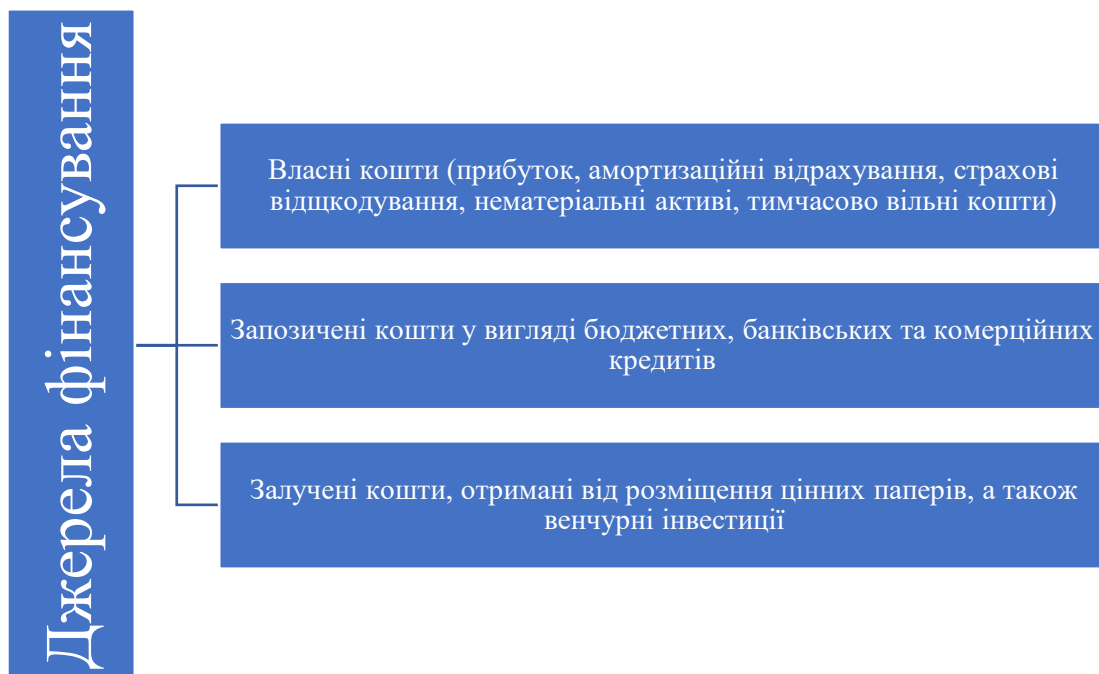 Джерела фінансування
Власні кошти (прибуток, амортизаційні відрахування, страхові
відщкодування, нематеріальні активі, тимчасово вільні кошти)
Запозичені кошти у вигляді бюджетних, банківських та комерційних
кредитів
Залучені кошти, отримані від розміщення цінних паперів, а також
венчурні інвестиції